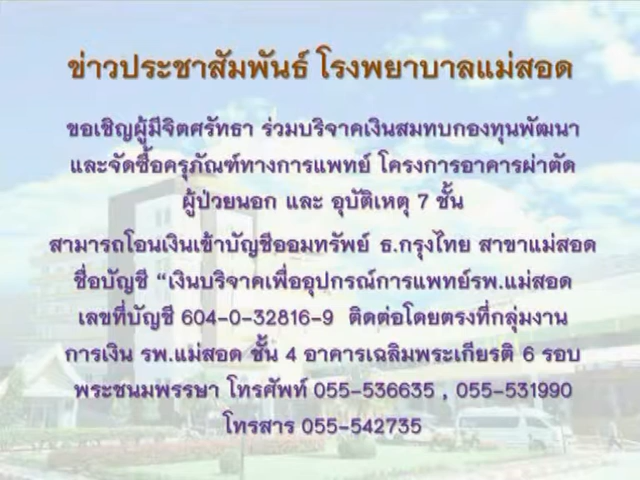 ข่าวประชาสัมพันธ์ โรงพยาบาลแม่สอด
ขอเชิญผู้มีจิตศรัทธา ร่วมบริจาคเงินสมทบกองทุนพัฒนา
และจัดซื้อครุภัณฑ์ทางการแพทย์ โครงการอาคารผ่าตัด
ผู้ป่วยนอก และ อุบัติเหตุ 7 ชั้น
สามารถโอนเงินเข้าบัญชีออมทรัพย์ ธ.กรุงไทย สาขาแม่สอด
ชื่อบัญชี “เงินบริจาคเพื่ออุปกรณ์การแพทย์รพ.แม่สอด
เลขที่บัญชี 604-0-32816-9 ติดต่อโดยตรงที่กลุ่มงาน
การเงิน รพ.แม่สอด ชั้น 4 อาคารเฉลิมพระเกียรติ 6 รอบ
พระชนมพรรษา โทรศัพท์ 055-536635 , 055-531990
โทรสาร 055-542735